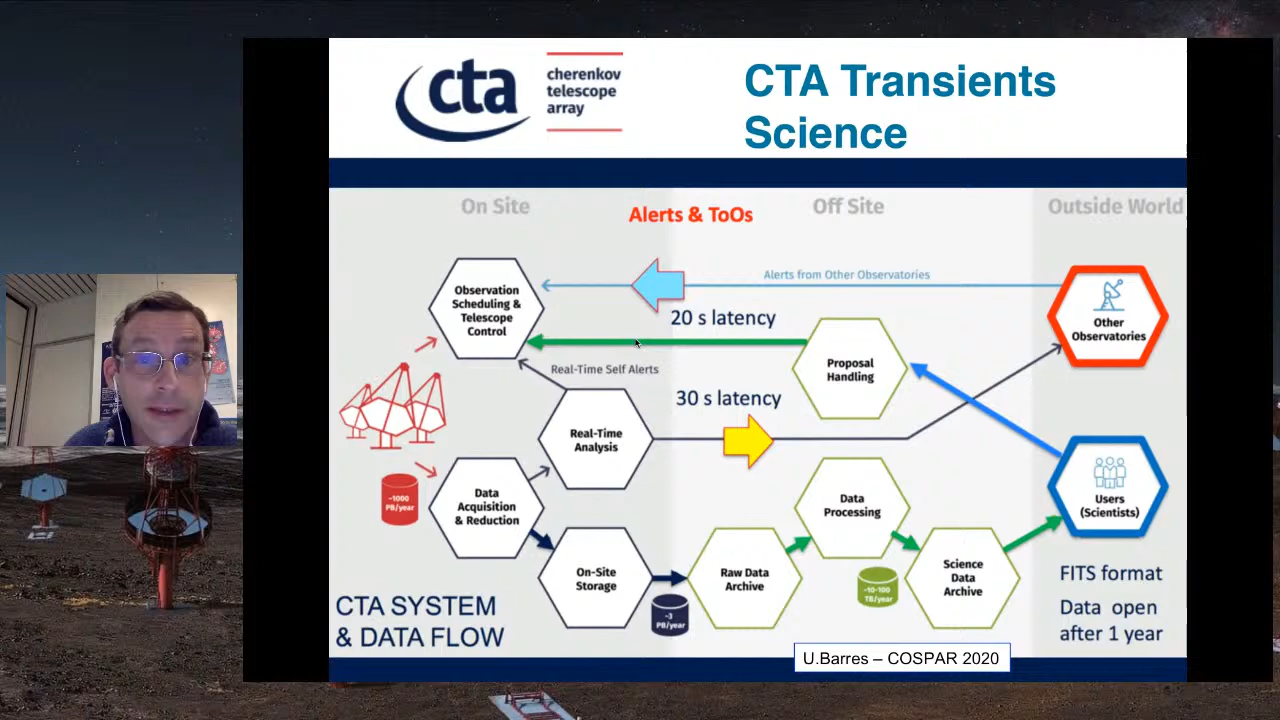 cta
cherenkov
telescope
array
CTA Transients
Science
On Site
Alerts & ToOs
Off Site
Outside World
Alerts from Other Observatories
Observation
Scheduling &
Telescope
Control
20 s latency
Other
Observatories
Proposal
Handling
Real-Time Self Alerts
30 s latency
Real-Time
Analysis
~1000
PB/year
Data
Acquisition
& Reduction
Data
Processing
Users
(Scientists)
On-Site
Storage
~3
PB/year
Raw Data
Archive
~10-100
TB/year
Science
Data
Archive
FITS format
Data open
after 1 year
CTA SYSTEM
& DATA FLOW
U.Barres – COSPAR 2020